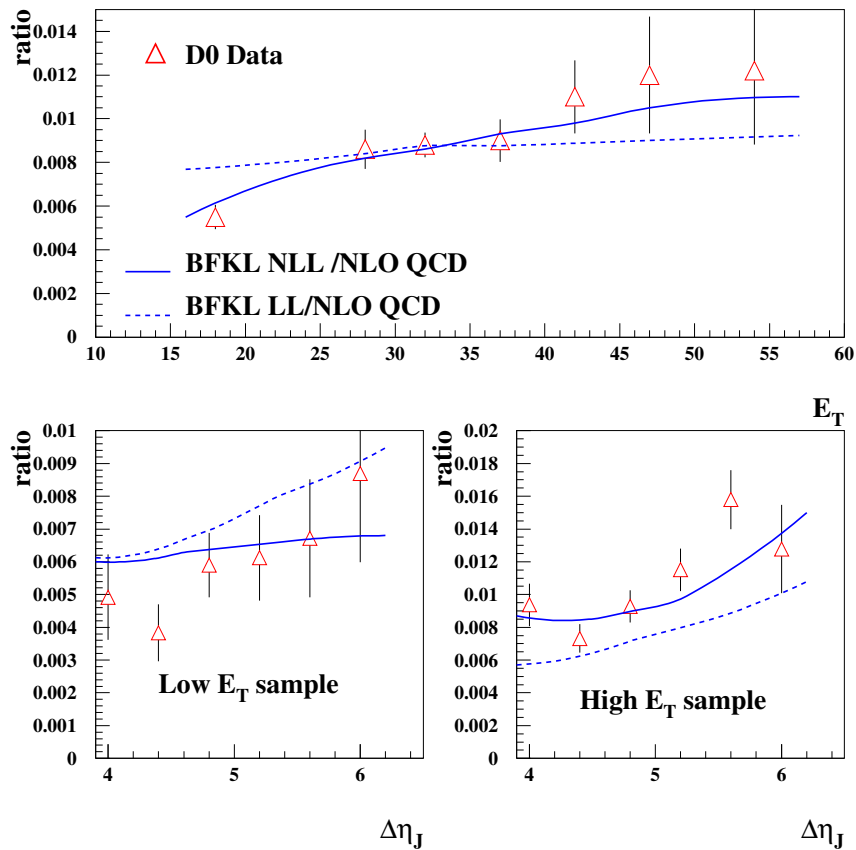 ratio
0.014
0.012
0.01
0.008
0.006
0.004
0.002
0
D0 Data
BFKL NLL /NLO QCD
BFKL LL/NLO QCD
10 15 20 25 30 35 40 45 50 55 60
E_T
ratio
0.01
0.009
0.008
0.007
0.006
0.005
0.004
0.003
0.002
0.001
0
Low E_T sample
4 5 6
Δη_J
ratio
0.02
0.018
0.016
0.014
0.012
0.01
0.008
0.006
0.004
0.002
0
High E_T sample
4 5 6
Δη_J